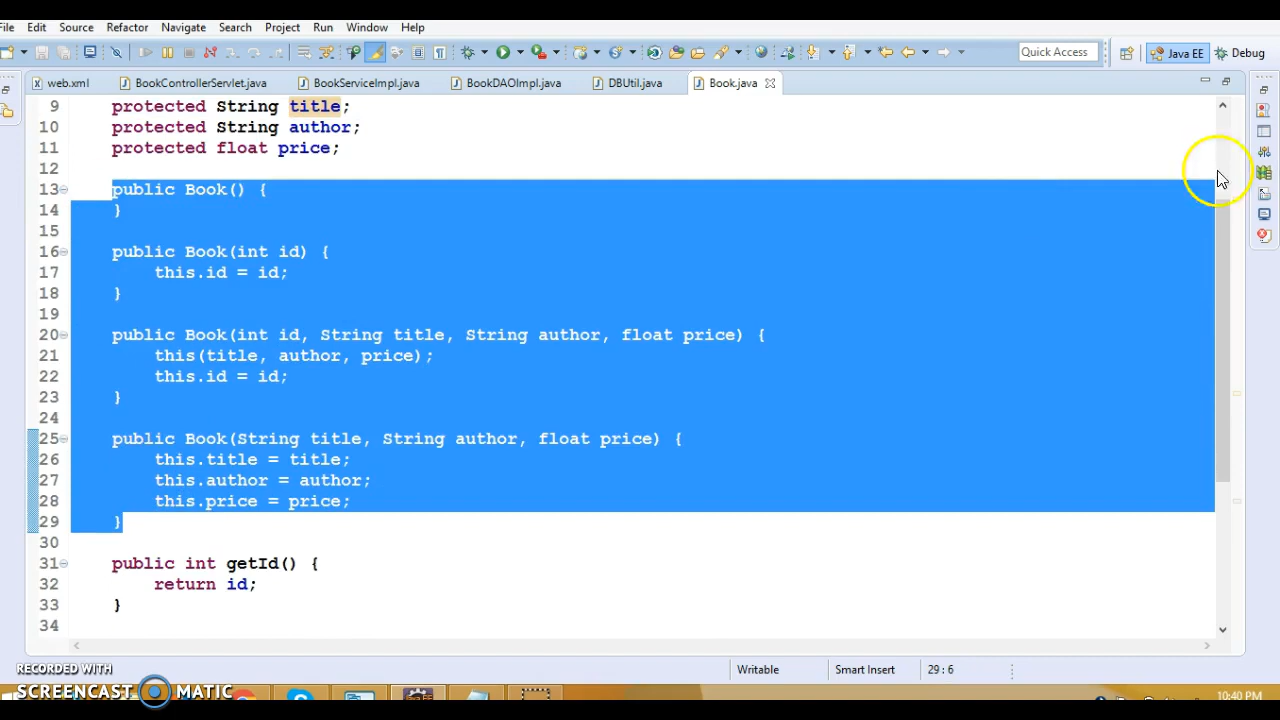 File Edit Source Refactor Navigate Search Project Run Window Help
Quick Access Java EE Debug
web.xml BookControllerServlet.java BookServiceImpl.java BookDAOImpl.java DBUtil.java Book.java
9 protected String title;
10 protected String author;
11 protected float price;
12
13 public Book() {
14 }
15
16 public Book(int id) {
17 this.id = id;
18 }
19
20 public Book(int id, String title, String author, float price) {
21 this(title, author, price);
22 this.id = id;
23 }
24
25 public Book(String title, String author, float price) {
26 this.title = title;
27 this.author = author;
28 this.price = price;
29 }
30
31 public int getId() {
32 return id;
33 }
34
Writable Smart Insert 29 : 6
RECORDED WITH
SCREENCAST MATIC
10:40 PM